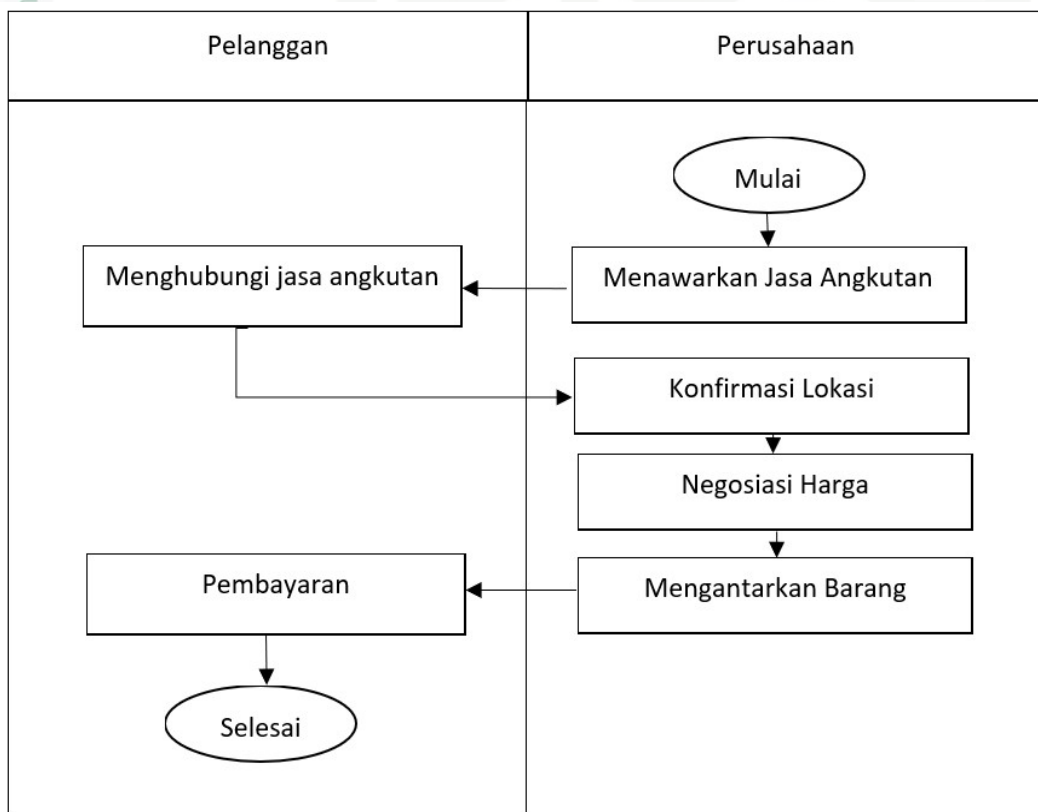 Pelanggan
Perusahaan
Mulai
Menghubungi jasa angkutan
Menawarkan Jasa Angkutan
Konfirmasi Lokasi
Negosiasi Harga
Pembayaran
Mengantarkan Barang
Selesai